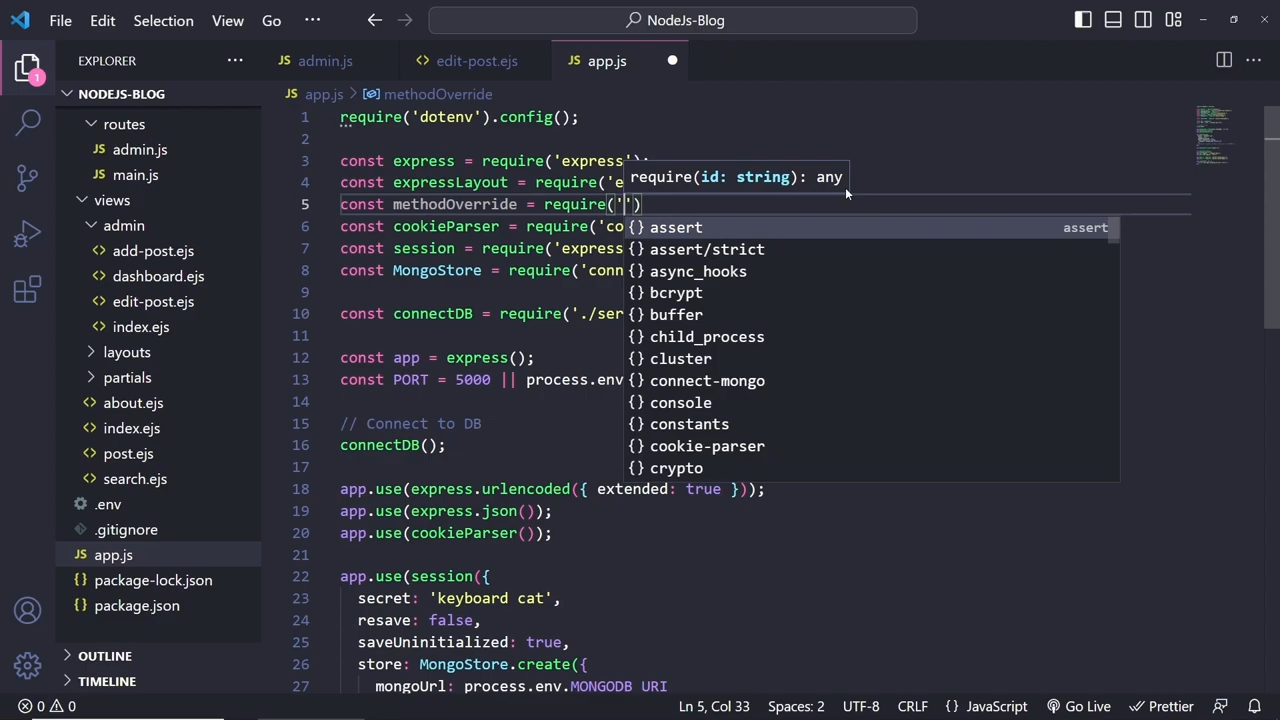 File Edit Selection View Go ··· NodeJs-Blog
EXPLORER ···
JS admin.js <> edit-post.ejs JS app.js
NODEJS-BLOG
JS app.js > methodOverride
routes
JS admin.js
JS main.js
views
admin
<> add-post.ejs
<> dashboard.ejs
<> edit-post.ejs
<> index.ejs
layouts
partials
<> about.ejs
<> index.ejs
<> post.ejs
<> search.ejs
.env
.gitignore
JS app.js
{} package-lock.json
{} package.json
OUTLINE
TIMELINE
1
1 require('dotenv').config();
2
3 const express = require('express');
4 const expressLayout = require('e
5 const methodOverride = require('')
6 const cookieParser = require('co
7 const session = require('express
8 const MongoStore = require('conn
9
10 const connectDB = require('./ser
11
12 const app = express();
13 const PORT = 5000 || process.env
14
15 // Connect to DB
16 connectDB();
17
18 app.use(express.urlencoded({ extended: true }));
19 app.use(express.json());
20 app.use(cookieParser());
21
22 app.use(session({
23 secret: 'keyboard cat',
24 resave: false,
25 saveUninitialized: true,
26 store: MongoStore.create({
27 mongoUrl: process.env.MONGODB_URI
require(id: string): any
{} assert assert
{} assert/strict
{} async_hooks
{} bcrypt
{} buffer
{} child_process
{} cluster
{} connect-mongo
{} console
{} constants
{} cookie-parser
{} crypto
0 0 Ln 5, Col 33 Spaces: 2 UTF-8 CRLF {} JavaScript Go Live Prettier